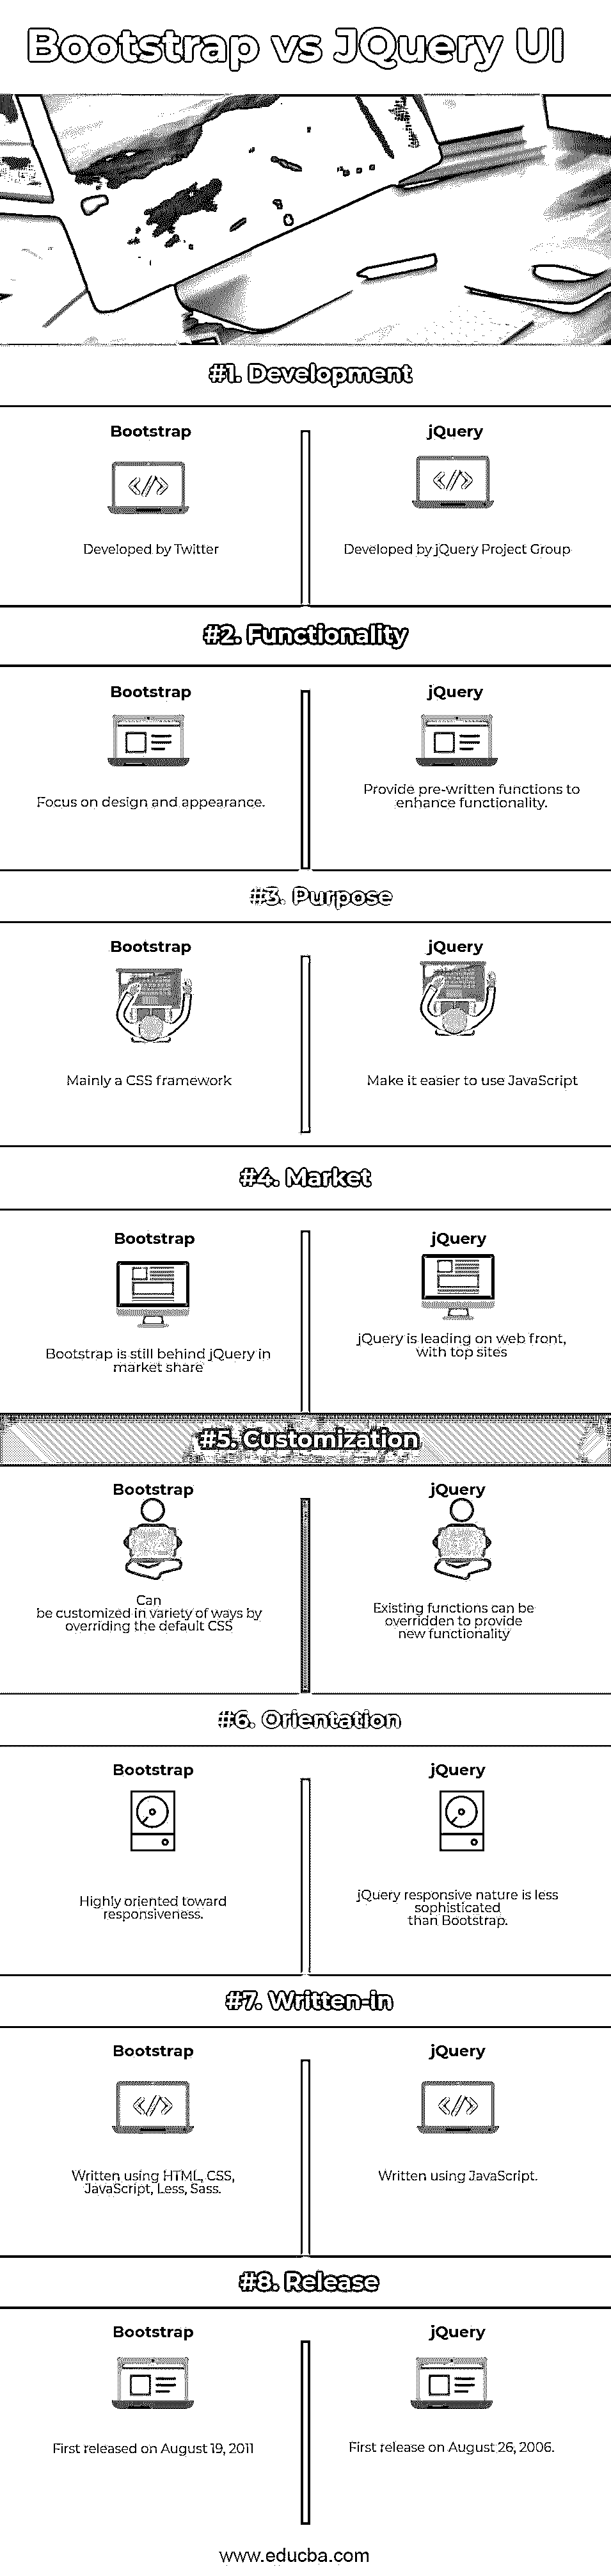 Bootstrap vs JQuery UI
#1. Development
Bootstrap
jQuery
Developed by Twitter
Developed by jQuery Project Group
#2. Functionality
Bootstrap
jQuery
Focus on design and appearance.
Provide pre-written functions to
enhance functionality.
#3. Purpose
Bootstrap
jQuery
Mainly a CSS framework
Make it easier to use JavaScript
#4. Market
Bootstrap
jQuery
Bootstrap is still behind jQuery in
market share
jQuery is leading on web front,
with top sites
#5. Customization
Bootstrap
jQuery
Can
be customized in variety of ways by
overriding the default CSS
Existing functions can be
overridden to provide
new functionality
#6. Orientation
Bootstrap
jQuery
Highly oriented toward
responsiveness.
jQuery responsive nature is less
sophisticated
than Bootstrap.
#7. Written-in
Bootstrap
jQuery
Written using HTML, CSS,
JavaScript, Less, Sass.
Written using JavaScript.
#8. Release
Bootstrap
jQuery
First released on August 19, 2011
First release on August 26, 2006.
www.educba.com